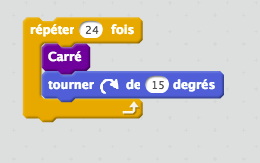 répéter 24 fois
Carré
tourner de 15 degrés